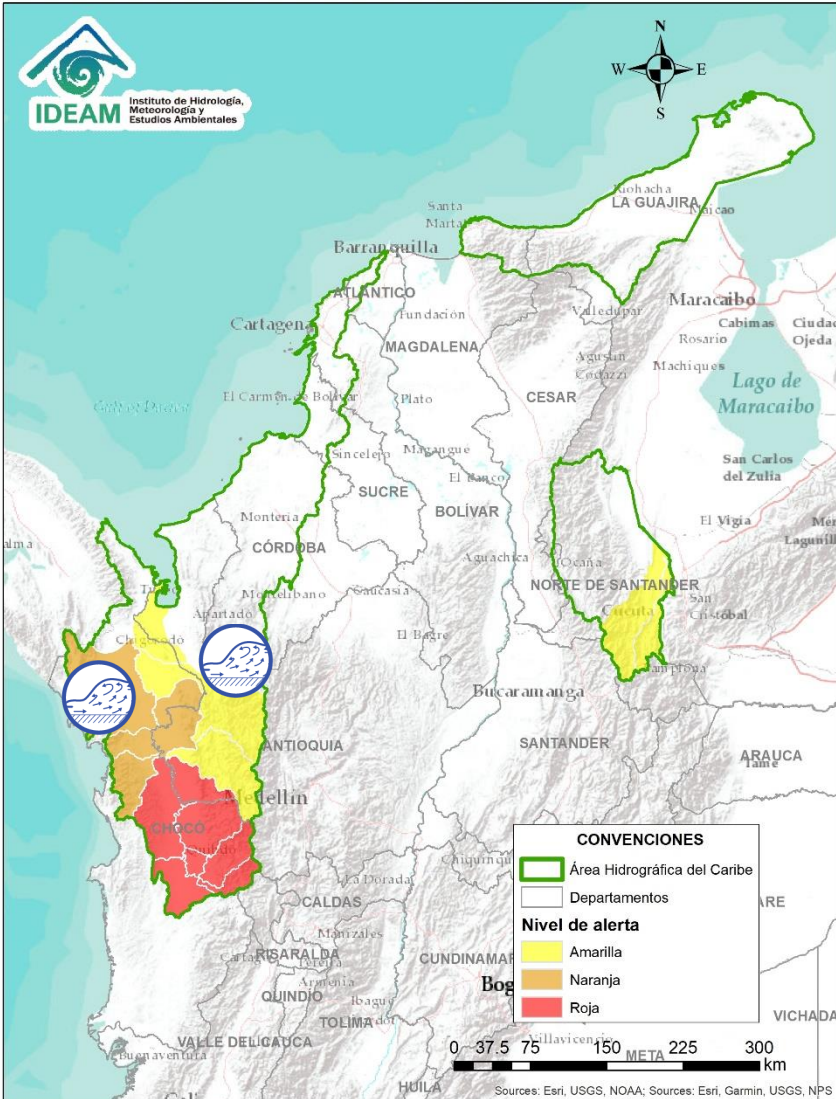 IDEAM
Instituto de Hidrología,
Meteorología y
Estudios Ambientales
N
W
E
S
Riohacha
LA GUAJIRA
Maicao
Santa
Marta
Barranquilla
ATLÁNTICO
Maracaibo
Cabimas
Ciudad
Ojeda
Cartagena
Fundación
Valledupar
Rosario
MAGDALENA
Machiques
Agustín
Codazzi
Lago de
Maracaibo
El Carmen de Bolívar
Plato
CESAR
Sincelejo
Magangue
San Carlos
del Zulia
El Banco
SUCRE
BOLÍVAR
Montería
El Vigía
CÓRDOBA
Aguachica
Ocaña
NORTE DE SANTANDER
Montelibano
Caucasia
Apartado
Cucuta
San
Cristóbal
Chigorodó
El Bagre
Pamplona
Bucaramanga
ANTIOQUIA
SANTANDER
ARAUCA
Tame
Medellín
CHOCÓ
Quibdó
La Dorada
CALDAS
Manizales
RISARALDA
Pereira
Armenia
QUINDÍO
Ibague
TOLIMA
VALLE DEL CAUCA
Buenaventura
HUILA
Villavicencio
META
VICHADA
CONVENCIONES
Área Hidrográfica del Caribe
Departamentos
Nivel de alerta
Amarilla
Naranja
Roja
0 37.5 75 150 225 300
km
Sources: Esri, USGS, NOAA; Sources: Esri, Garmin, USGS, NPS